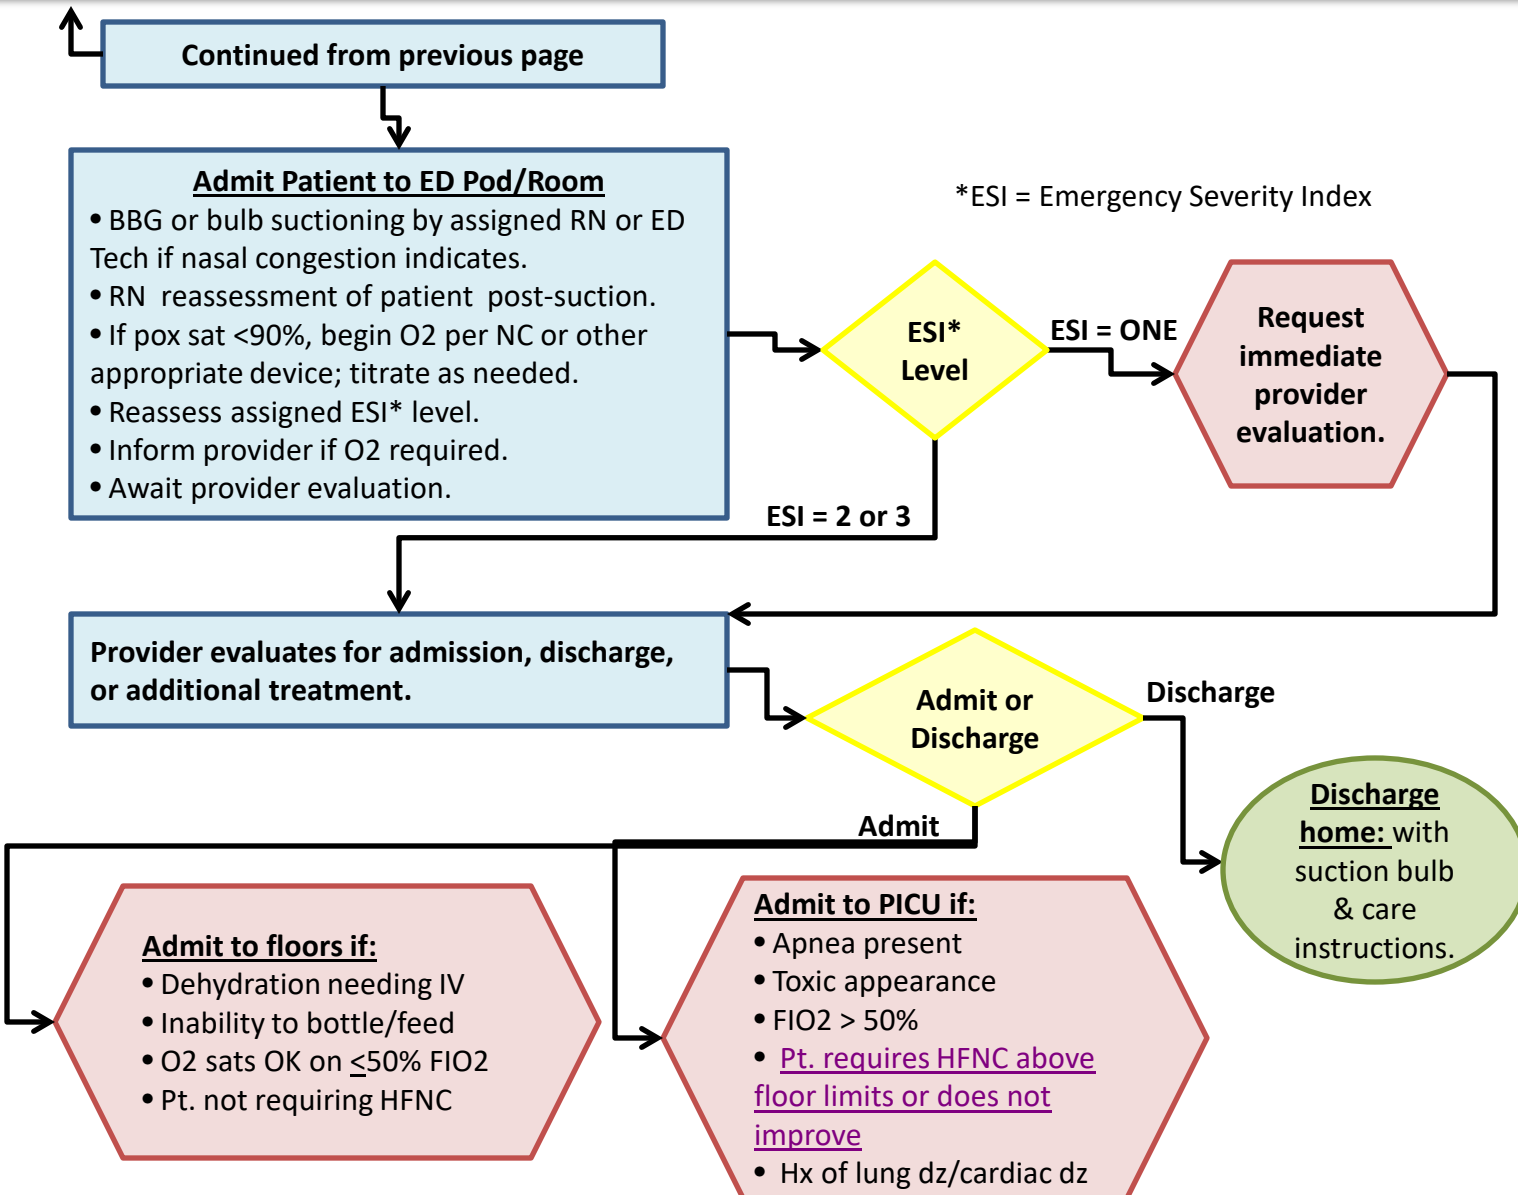 Continued from previous page
Admit Patient to ED Pod/Room
• BBG or bulb suctioning by assigned RN or ED
Tech if nasal congestion indicates.
• RN reassessment of patient post-suction.
• If pox sat <90%, begin O2 per NC or other
appropriate device; titrate as needed.
• Reassess assigned ESI* level.
• Inform provider if O2 required.
• Await provider evaluation.
*ESI = Emergency Severity Index
ESI*
Level
ESI = ONE
Request
immediate
provider
evaluation.
ESI = 2 or 3
Provider evaluates for admission, discharge,
or additional treatment.
Admit or
Discharge
Discharge
Discharge
home: with
suction bulb
& care
instructions.
Admit
Admit to floors if:
• Dehydration needing IV
• Inability to bottle/feed
• O2 sats OK on <50% FIO2
• Pt. not requiring HFNC
Admit to PICU if:
• Apnea present
• Toxic appearance
• FIO2 > 50%
• Pt. requires HFNC above
floor limits or does not
improve
• Hx of lung dz/cardiac dz